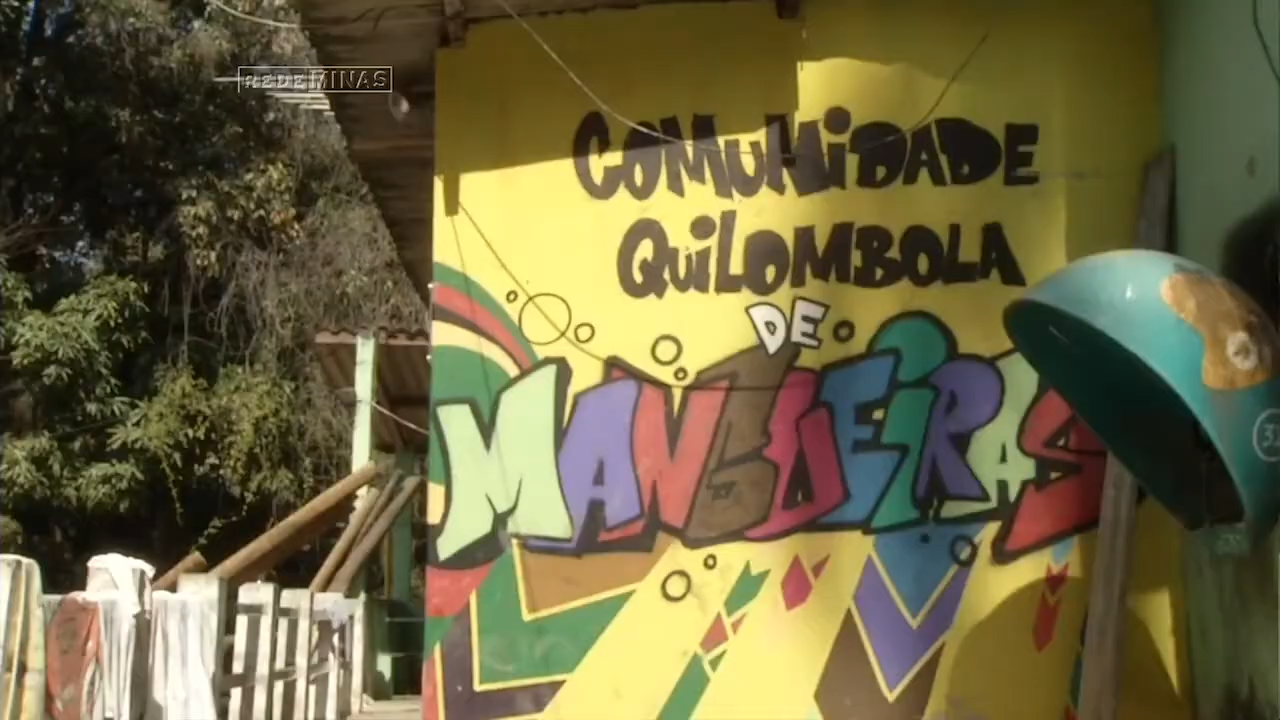 REDE MINAS
COMUNiDADE
QUiLOMBOLA
DE
MANGUEiRAS